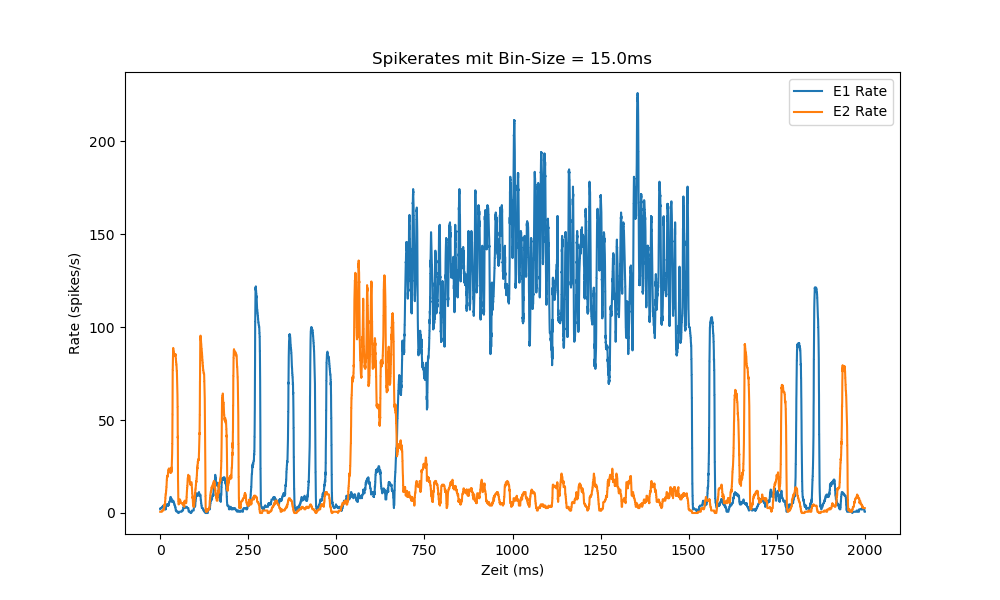 Spikerates mit Bin-Size = 15.0ms
E1 Rate
E2 Rate
Rate (spikes/s)
200
150
100
50
0
0 250 500 750 1000 1250 1500 1750 2000
Zeit (ms)